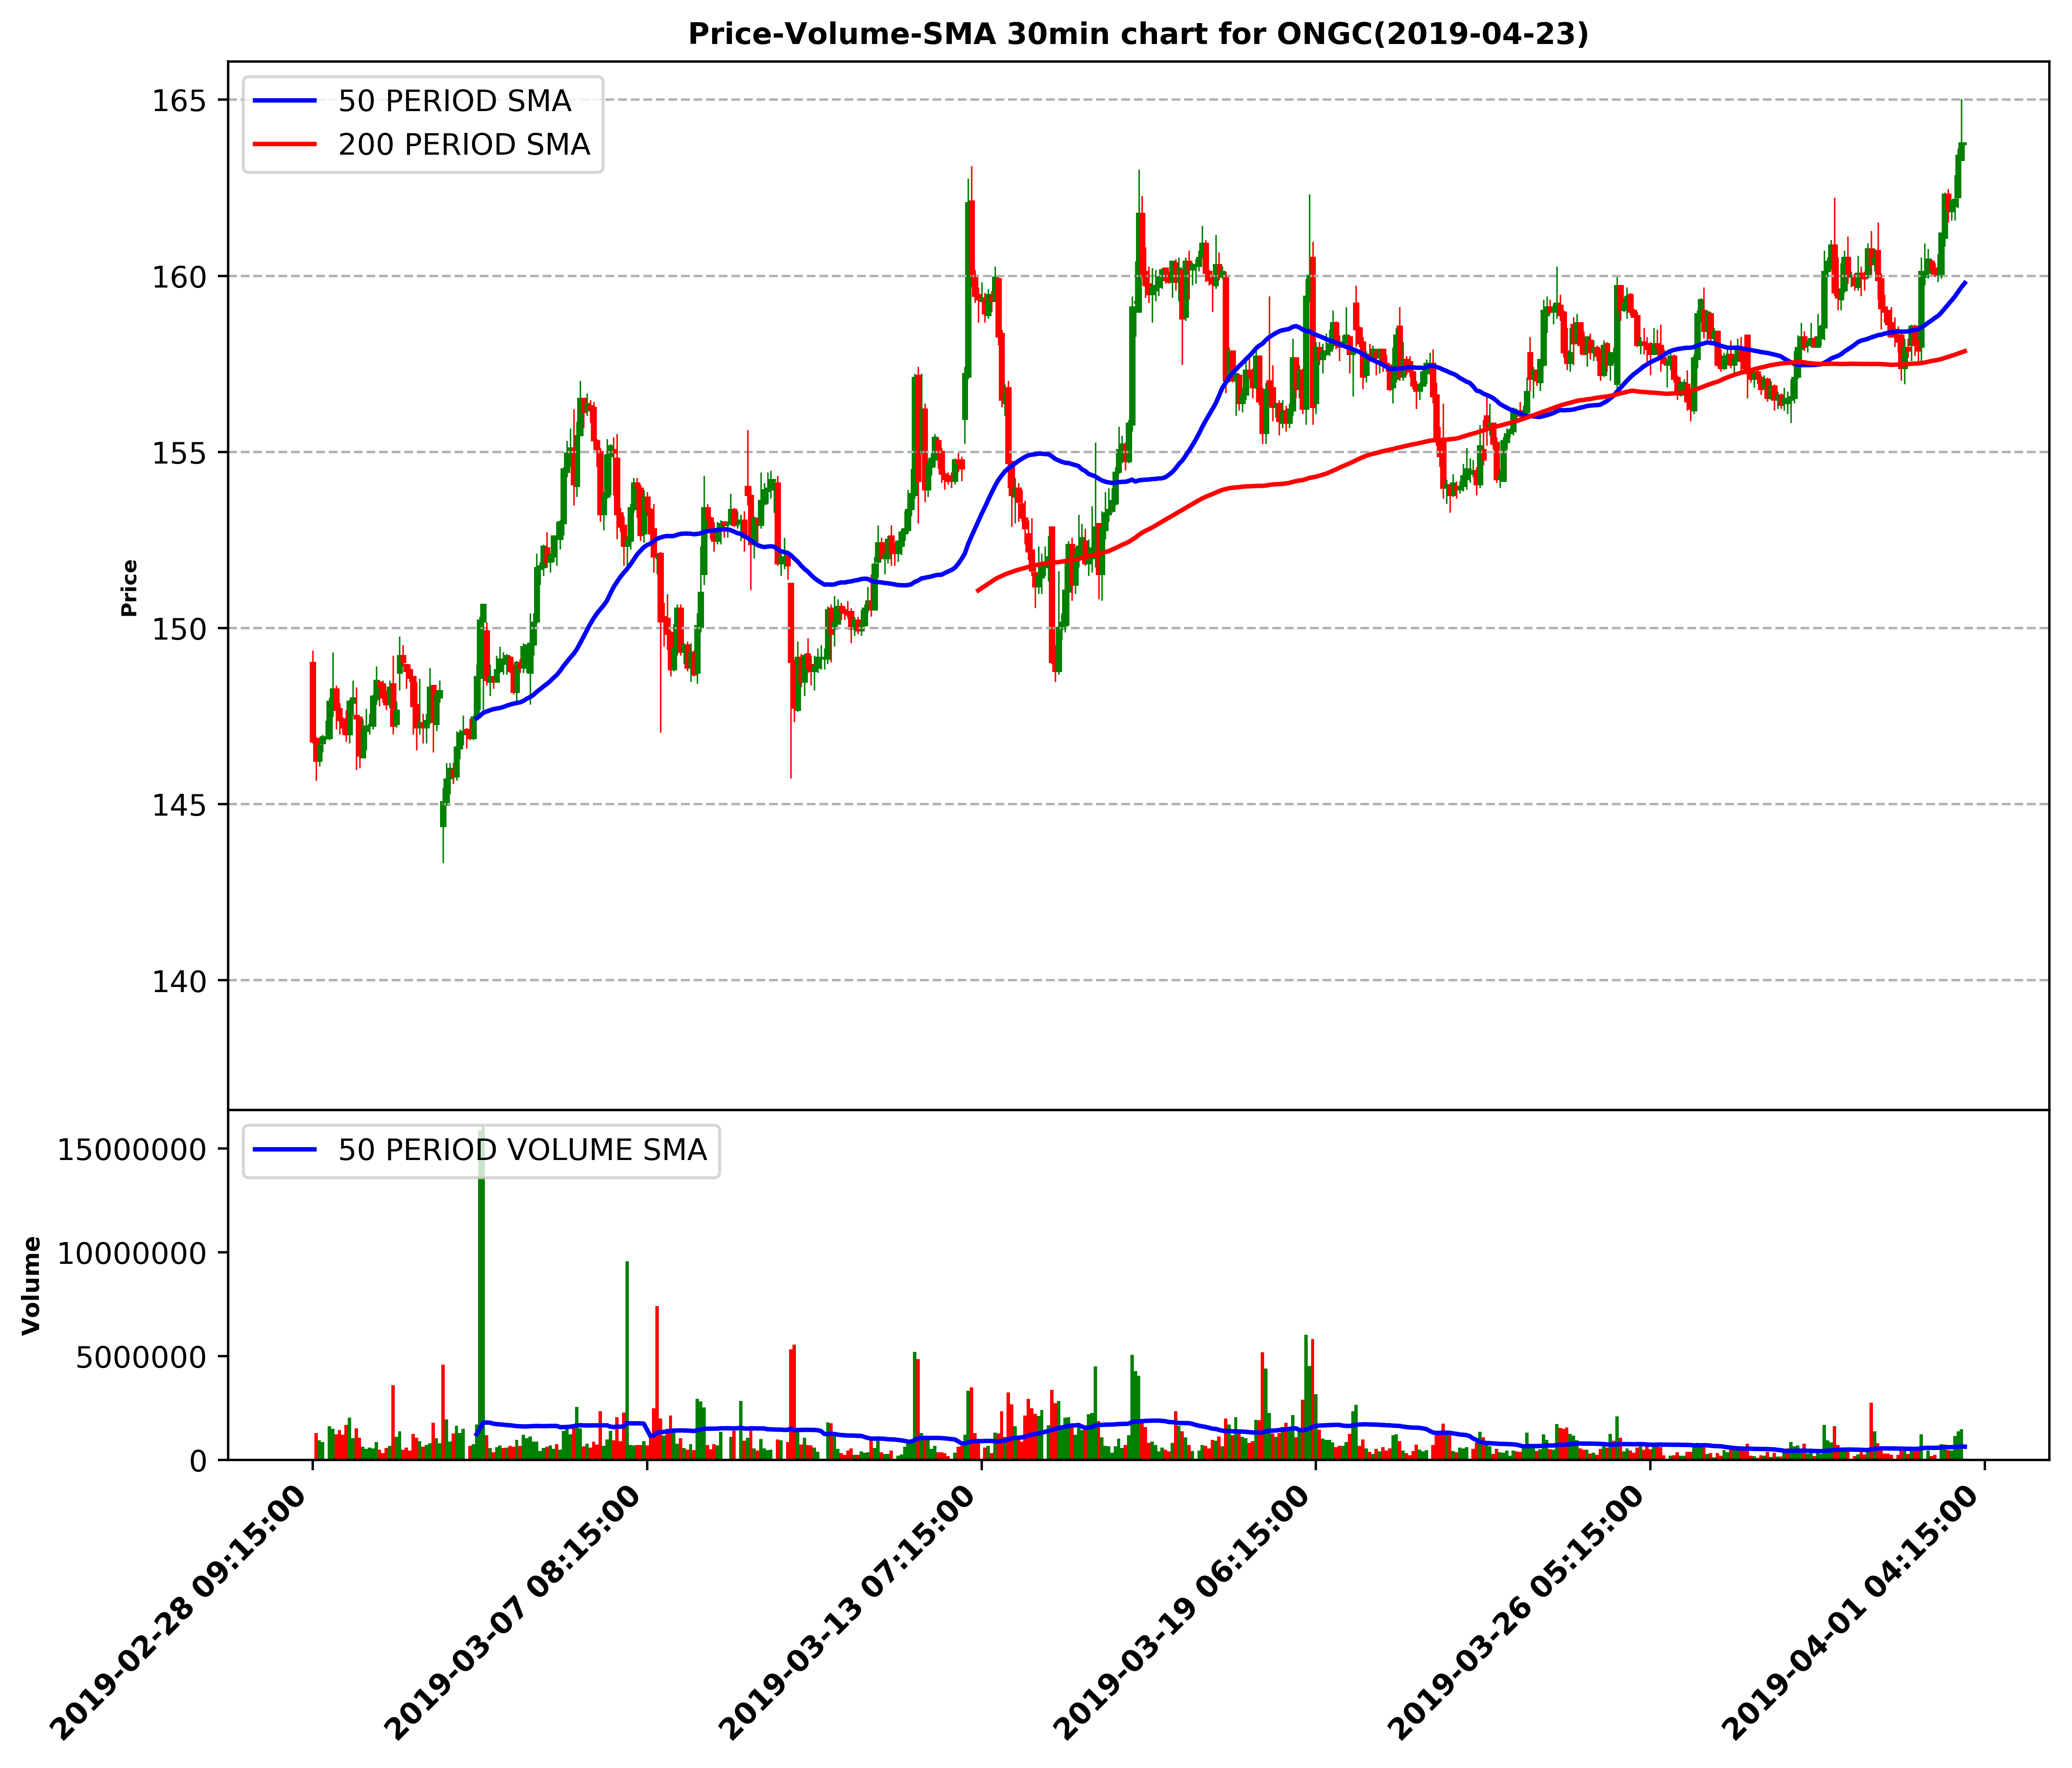 Price-Volume-SMA 30min chart for ONGC(2019-04-23)
50 PERIOD SMA
200 PERIOD SMA
165
160
155
150
145
140
Price
50 PERIOD VOLUME SMA
15000000
10000000
5000000
0
Volume
2019-02-28 09:15:00
2019-03-07 08:15:00
2019-03-13 07:15:00
2019-03-19 06:15:00
2019-03-26 05:15:00
2019-04-01 04:15:00